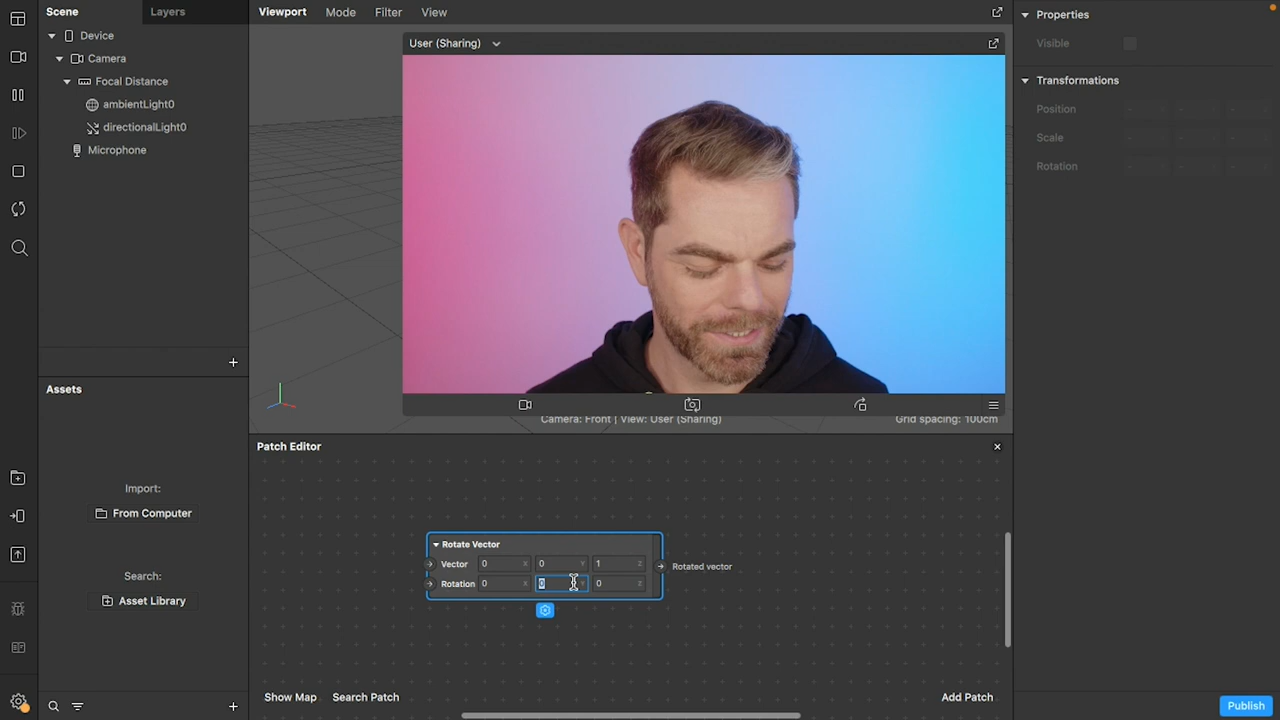 Scene
Layers
Device
Camera
Focal Distance
ambientLight0
directionalLight0
Microphone
Assets
Import:
From Computer
Search:
Asset Library
Viewport
Mode
Filter
View
User (Sharing)
Camera: Front | View: User (Sharing)
Grid spacing: 100cm
Patch Editor
Rotate Vector
Vector 0 X 0 Y 1 Z
Rotation 0 X 0 Y 0 Z
Rotated vector
Show Map
Search Patch
Add Patch
Properties
Visible
Transformations
Position - - -
Scale - - -
Rotation - - -
Publish